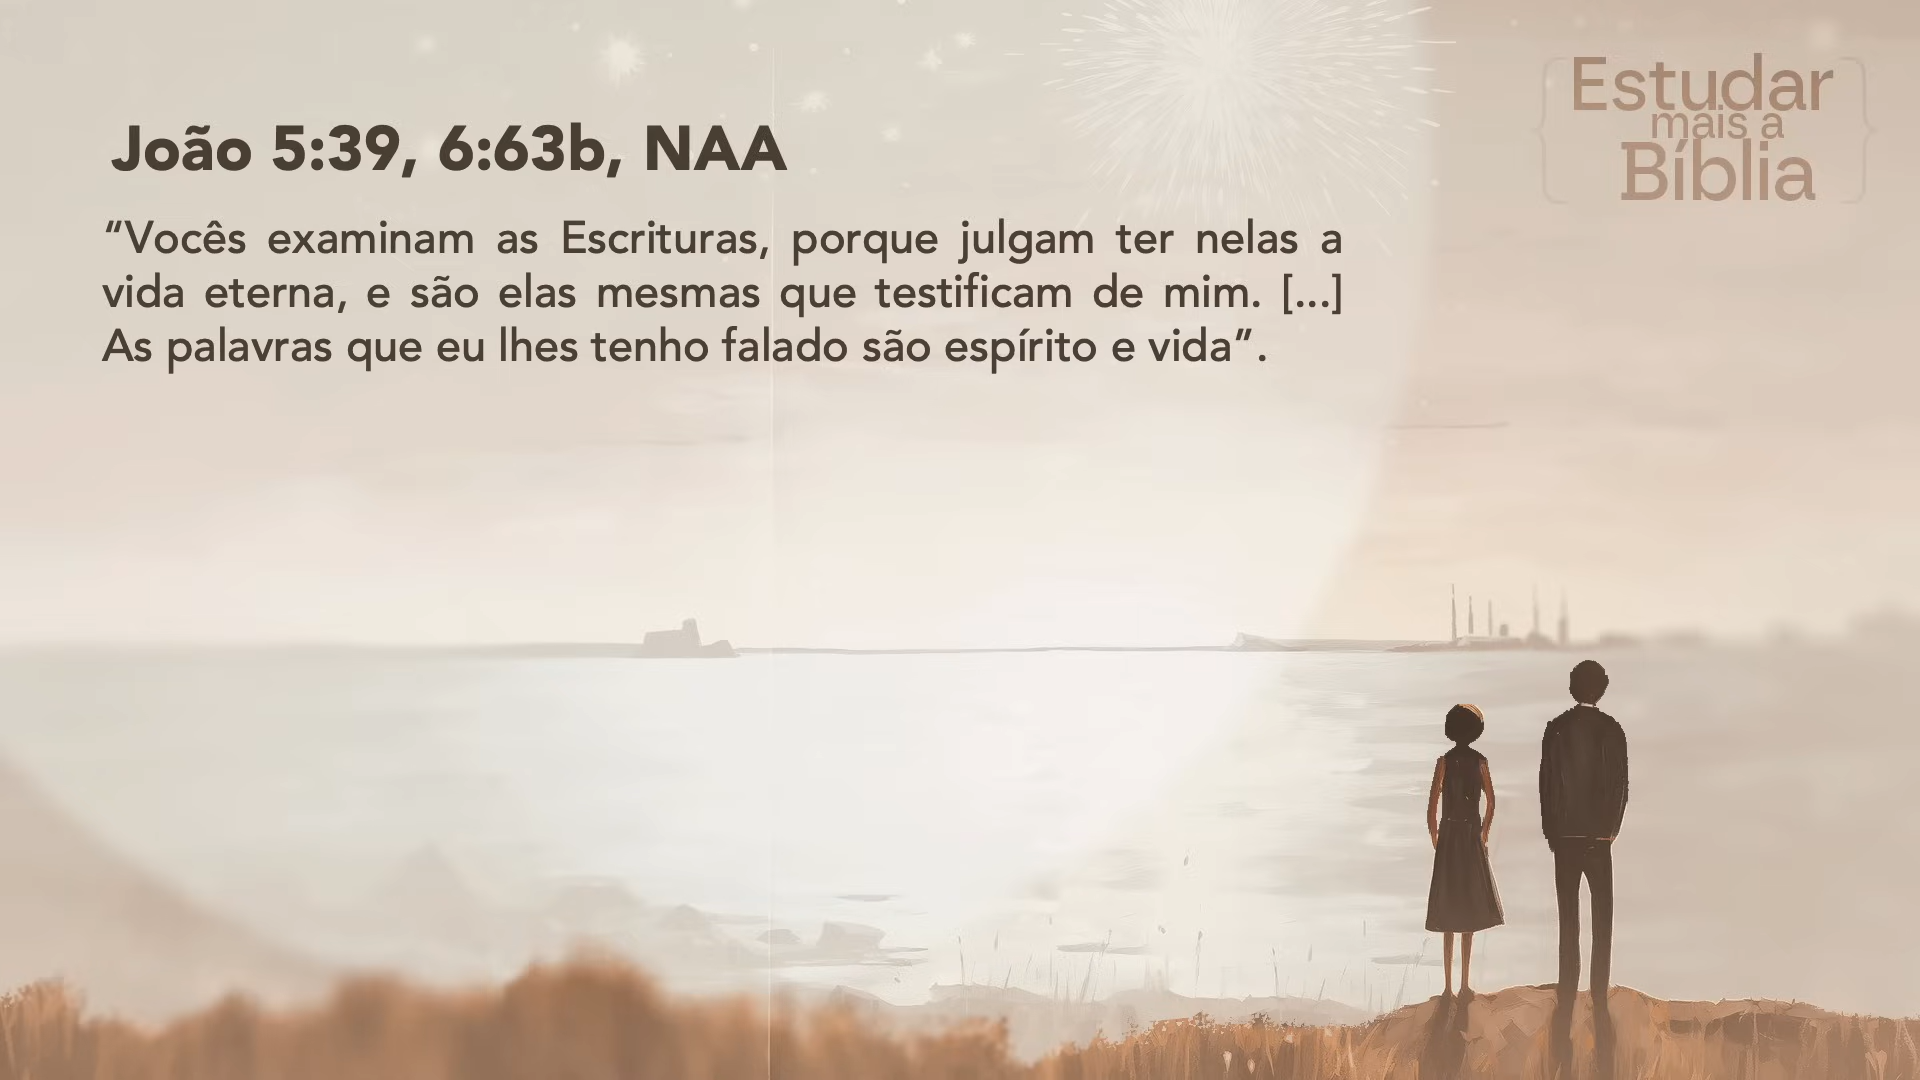 Estudar
mais a
Bíblia
João 5:39, 6:63b, NAA
“Vocês examinam as Escrituras, porque julgam ter nelas a
vida eterna, e são elas mesmas que testificam de mim. [...]
As palavras que eu lhes tenho falado são espírito e vida”.